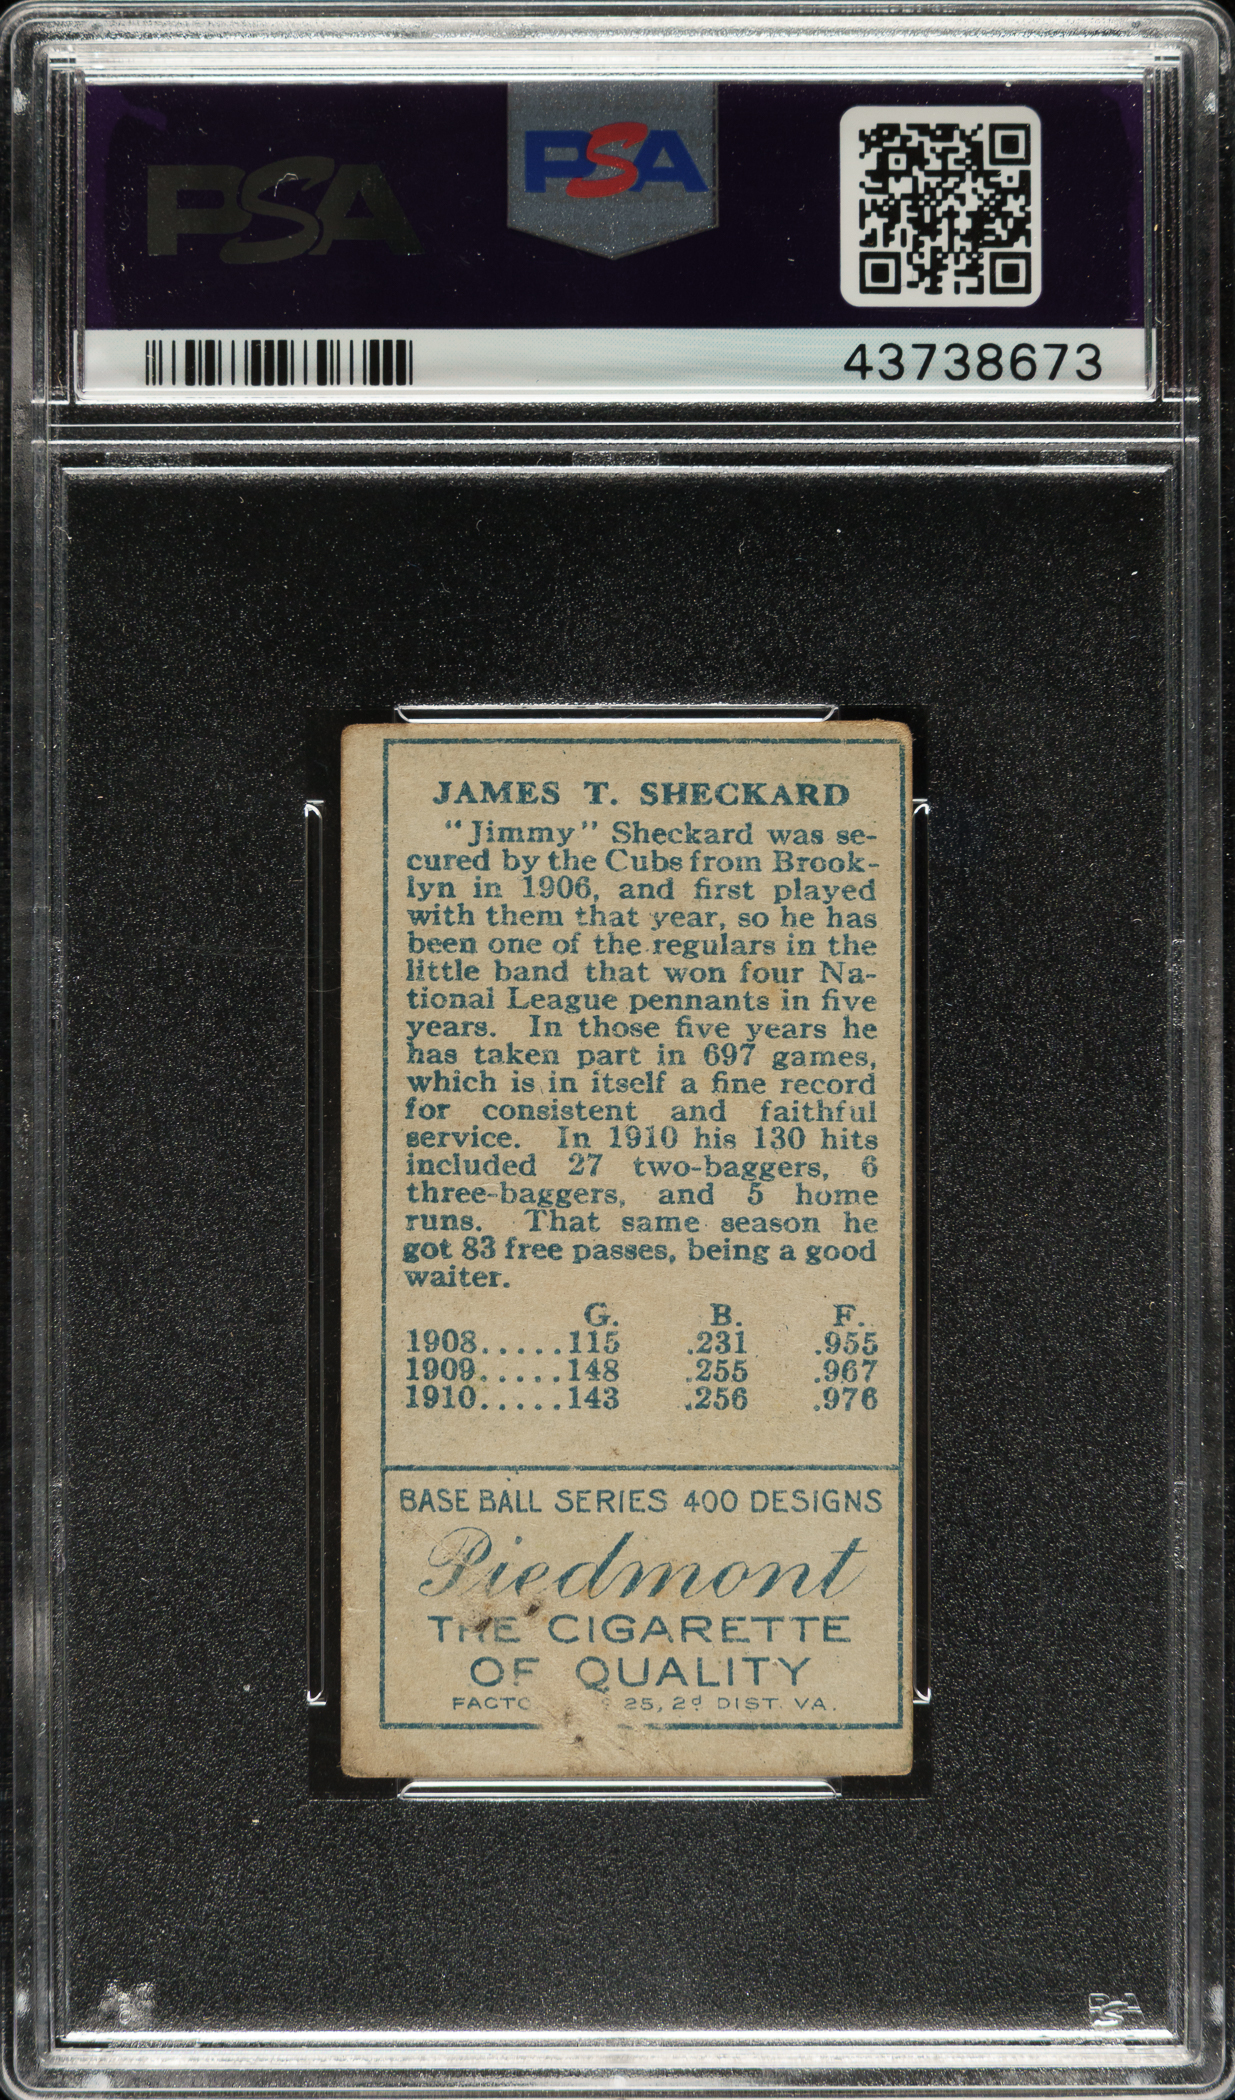 PSA
PSA
43738673
JAMES T. SHECKARD
"Jimmy" Sheckard was se-
cured by the Cubs from Brook-
lyn in 1906, and first played
with them that year, so he has
been one of the regulars in the
little band that won four Na-
tional League pennants in five
years. In those five years he
has taken part in 697 games,
which is in itself a fine record
for consistent and faithful
service. In 1910 his 130 hits
included 27 two-baggers, 6
three-baggers, and 5 home
runs. That same season he
got 83 free passes, being a good
waiter.
G. B. F.
1908.....115 .231 .955
1909.....148 .255 .967
1910.....143 .256 .976
BASE BALL SERIES 400 DESIGNS
Piedmont
THE CIGARETTE
OF QUALITY
25, 2d DIST. VA.
PSA